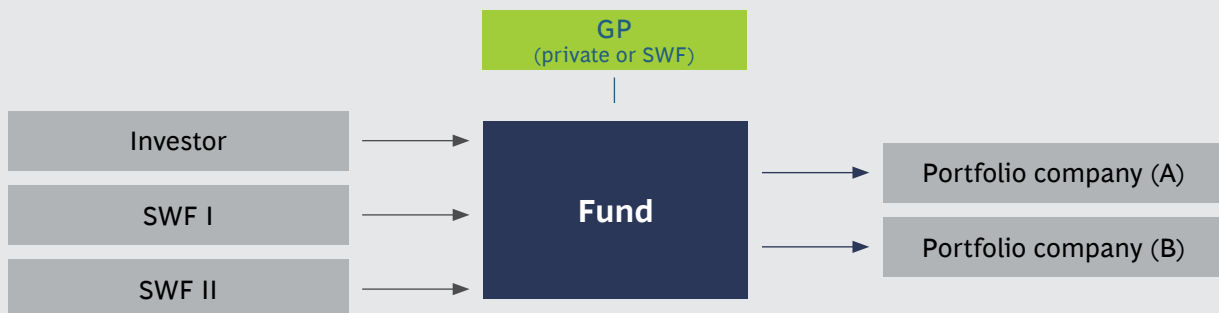 GP
(private or SWF)
Investor
SWF I
SWF II
Fund
Portfolio company (A)
Portfolio company (B)